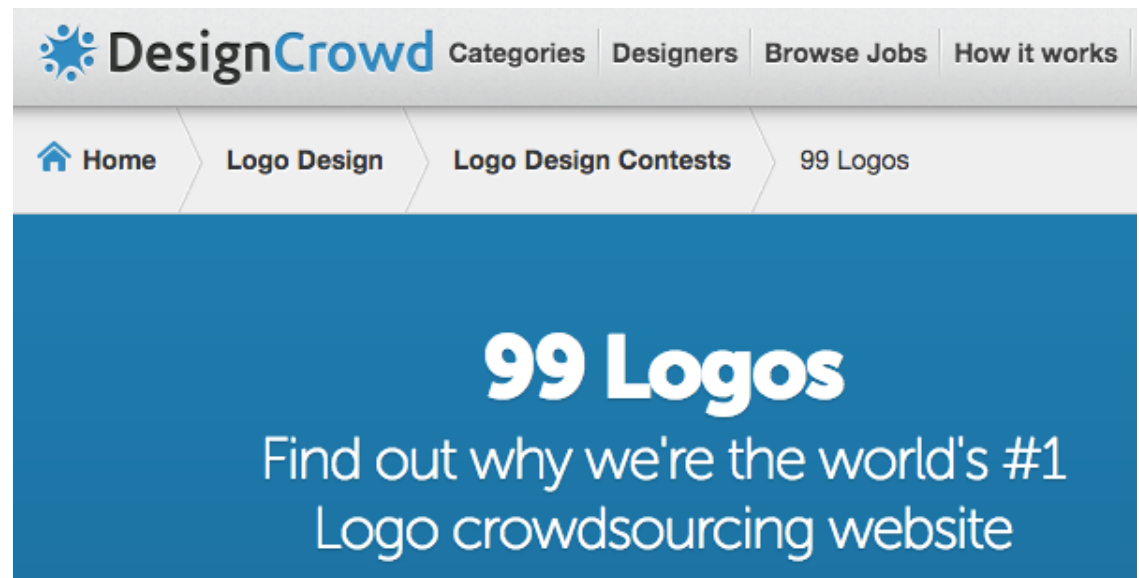 DesignCrowd Categories Designers Browse Jobs How it works
Home Logo Design Logo Design Contests 99 Logos
99 Logos
Find out why we're the world's #1
Logo crowdsourcing website